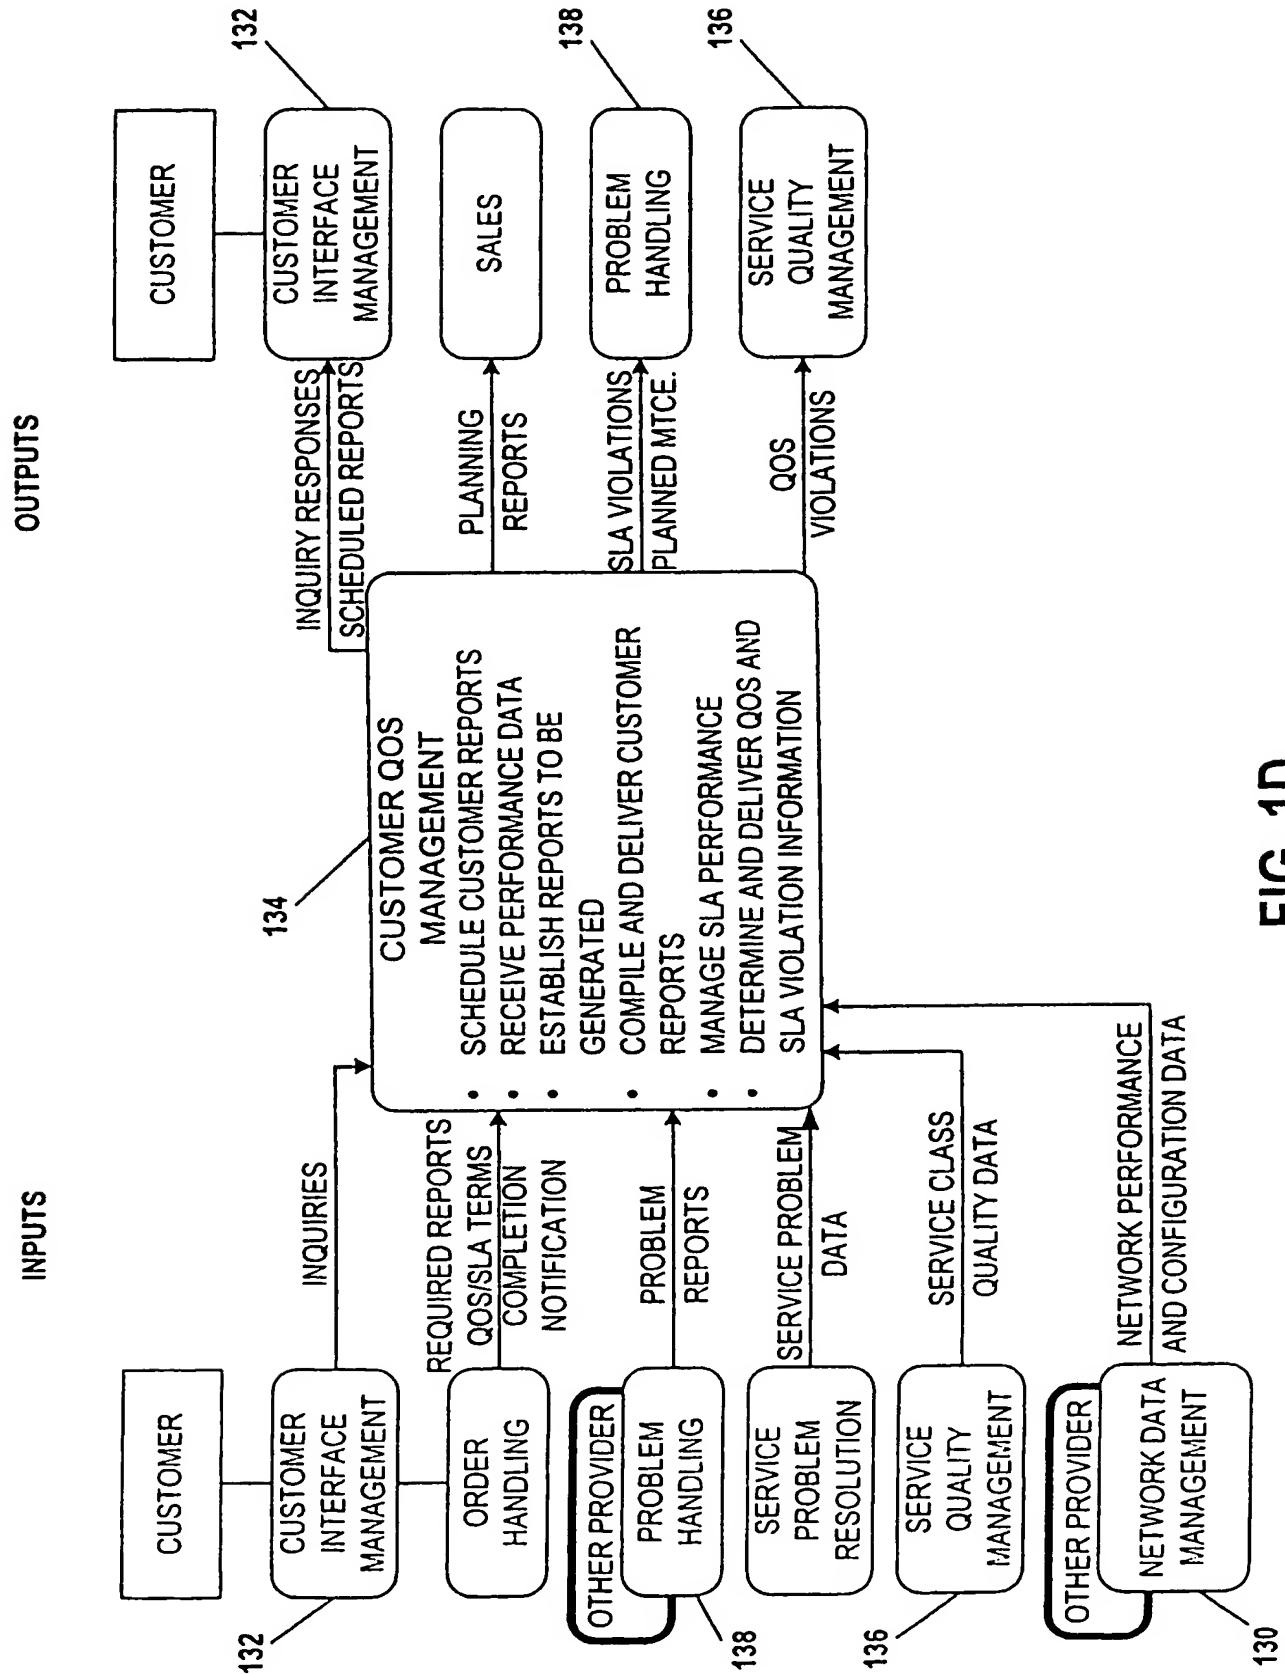 INPUTS
OUTPUTS
CUSTOMER
CUSTOMER
INTERFACE
MANAGEMENT
132
INQUIRIES
ORDER
HANDLING
REQUIRED REPORTS
QOS/SLA TERMS
COMPLETION
NOTIFICATION
OTHER PROVIDER
PROBLEM
HANDLING
138
PROBLEM
REPORTS
SERVICE
PROBLEM
RESOLUTION
SERVICE PROBLEM
DATA
SERVICE
QUALITY
MANAGEMENT
136
SERVICE CLASS
QUALITY DATA
OTHER PROVIDER
NETWORK DATA
MANAGEMENT
130
NETWORK PERFORMANCE
AND CONFIGURATION DATA
134
CUSTOMER QOS
MANAGEMENT
• SCHEDULE CUSTOMER REPORTS
• RECEIVE PERFORMANCE DATA
• ESTABLISH REPORTS TO BE
GENERATED
• COMPILE AND DELIVER CUSTOMER
REPORTS
• MANAGE SLA PERFORMANCE
• DETERMINE AND DELIVER QOS AND
SLA VIOLATION INFORMATION
INQUIRY RESPONSES
SCHEDULED REPORTS
CUSTOMER
CUSTOMER
INTERFACE
MANAGEMENT
132
PLANNING
REPORTS
SALES
SLA VIOLATIONS
PLANNED MTCE.
PROBLEM
HANDLING
138
QOS
VIOLATIONS
SERVICE
QUALITY
MANAGEMENT
136
FIG. 1D